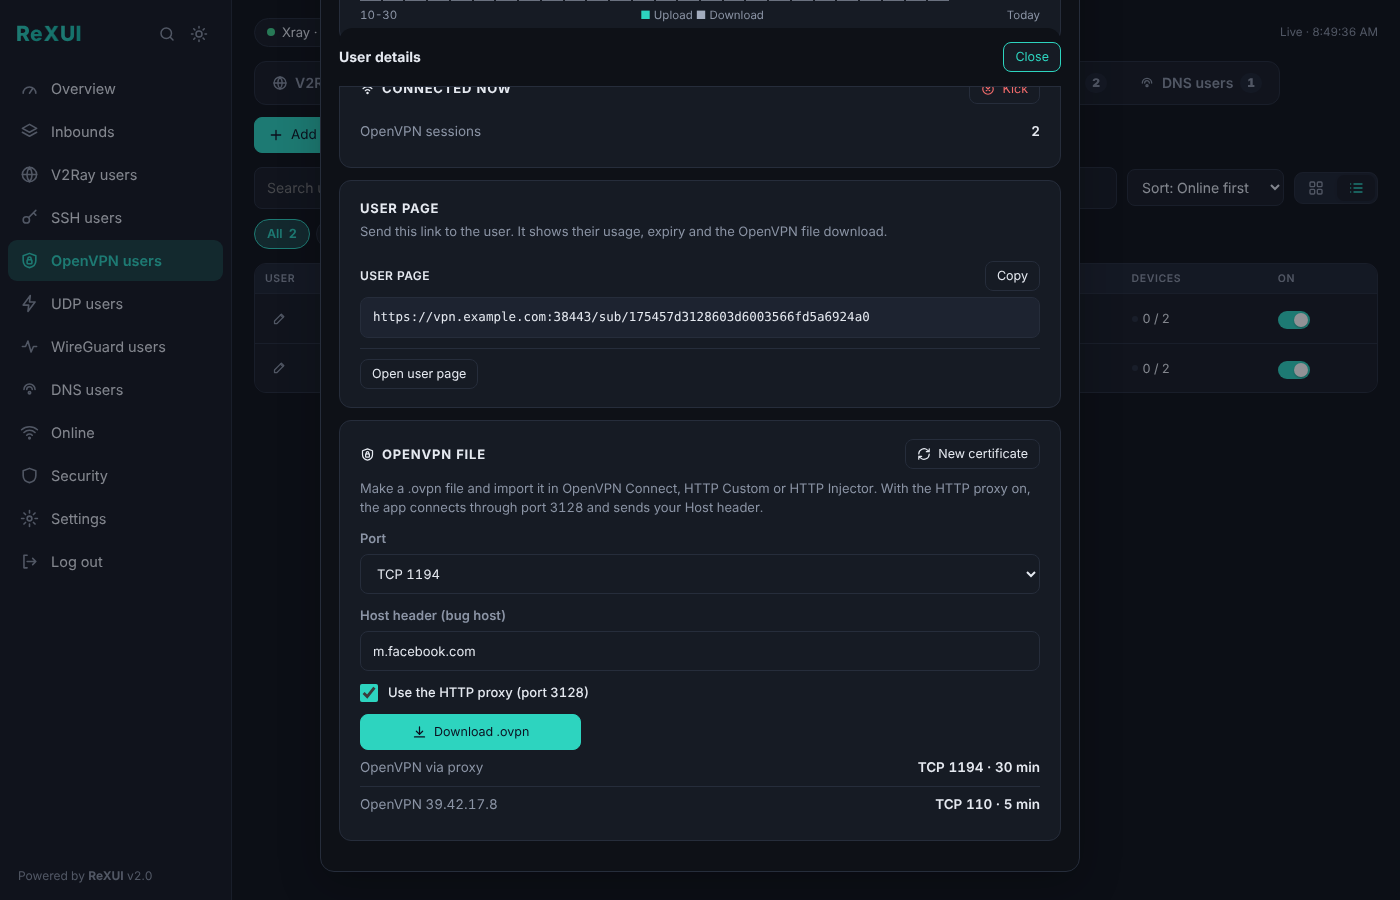 ReXUI
Overview
Inbounds
V2Ray users
SSH users
OpenVPN users
UDP users
WireGuard users
DNS users
Online
Security
Settings
Log out
Powered by ReXUI v2.0
Xray ·
Live · 8:49:36 AM
2
DNS users 1
Add
Sort: Online first
All 2
USER
DEVICES
ON
0 / 2
0 / 2
10-30
Upload
Download
Today
User details
Close
CONNECTED NOW
Kick
OpenVPN sessions
2
USER PAGE
Send this link to the user. It shows their usage, expiry and the OpenVPN file download.
USER PAGE
Copy
https://vpn.example.com:38443/sub/175457d3128603d6003566fd5a6924a0
Open user page
OPENVPN FILE
New certificate
Make a .ovpn file and import it in OpenVPN Connect, HTTP Custom or HTTP Injector. With the HTTP proxy on,
the app connects through port 3128 and sends your Host header.
Port
TCP 1194
Host header (bug host)
m.facebook.com
Use the HTTP proxy (port 3128)
Download .ovpn
OpenVPN via proxy
TCP 1194 · 30 min
OpenVPN 39.42.17.8
TCP 110 · 5 min